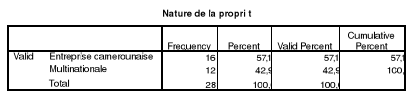 Nature de la propri t
Cumulative
Frequency Percent Valid Percent Percent
Valid Entreprise camerounaise 16 57,1 57,1 57,1
Multinationale 12 42,9 42,9 100,
Total 28 100, 100,